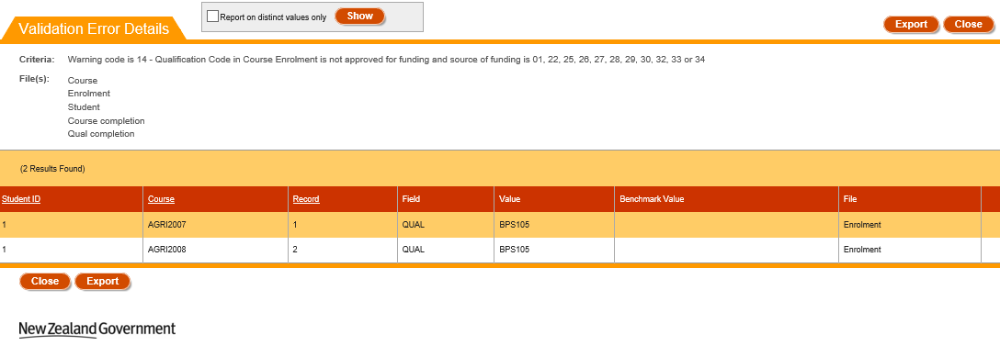 Validation Error Details
Report on distinct values only Show
Export Close
Criteria: Warning code is 14 - Qualification Code in Course Enrolment is not approved for funding and source of funding is 01, 22, 25, 26, 27, 28, 29, 30, 32, 33 or 34
File(s): Course
Enrolment
Student
Course completion
Qual completion
(2 Results Found)
Student ID Course Record Field Value Benchmark Value File
1 AGRI2007 1 QUAL BPS105 Enrolment
1 AGRI2008 2 QUAL BPS105 Enrolment
Close Export
New Zealand Government